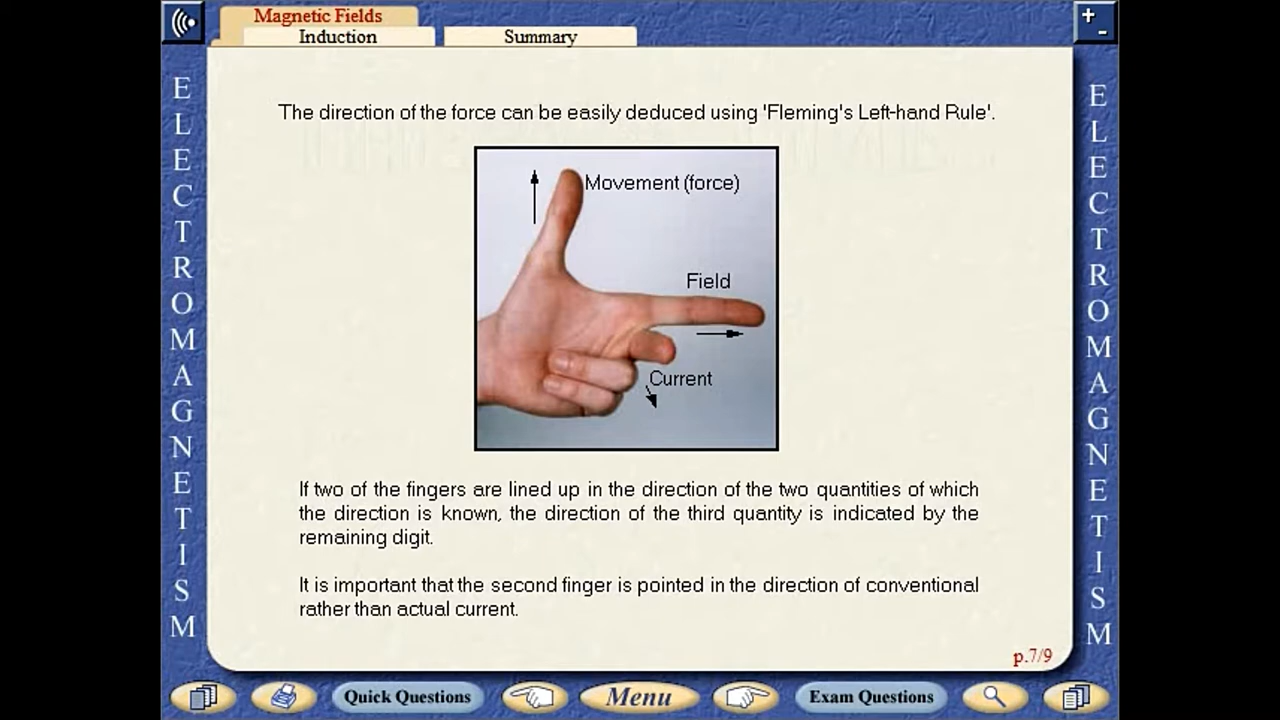 Magnetic Fields
Induction
Summary
+
-
ELECTROMAGNETISM
ELECTROMAGNETISM
The direction of the force can be easily deduced using 'Fleming's Left-hand Rule'.
Movement (force)
Field
Current
If two of the fingers are lined up in the direction of the two quantities of which
the direction is known, the direction of the third quantity is indicated by the
remaining digit.
It is important that the second finger is pointed in the direction of conventional
rather than actual current.
p.7/9
Quick Questions
Menu
Exam Questions